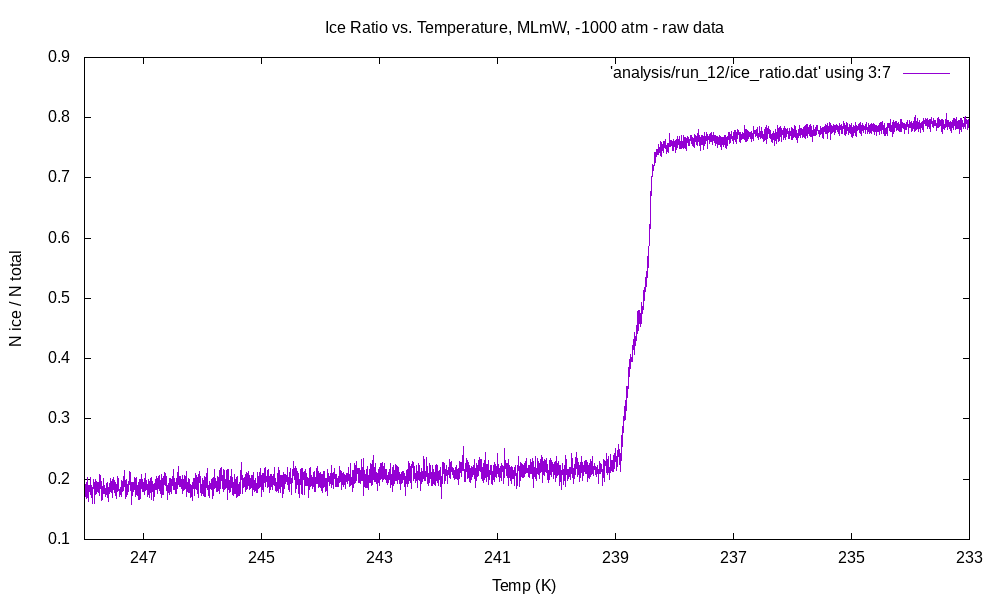 Ice Ratio vs. Temperature, MLmW, -1000 atm - raw data
'analysis/run_12/ice_ratio.dat' using 3:7
0.9
0.8
0.7
0.6
0.5
0.4
0.3
0.2
0.1
N ice / N total
247 245 243 241 239 237 235 233
Temp (K)